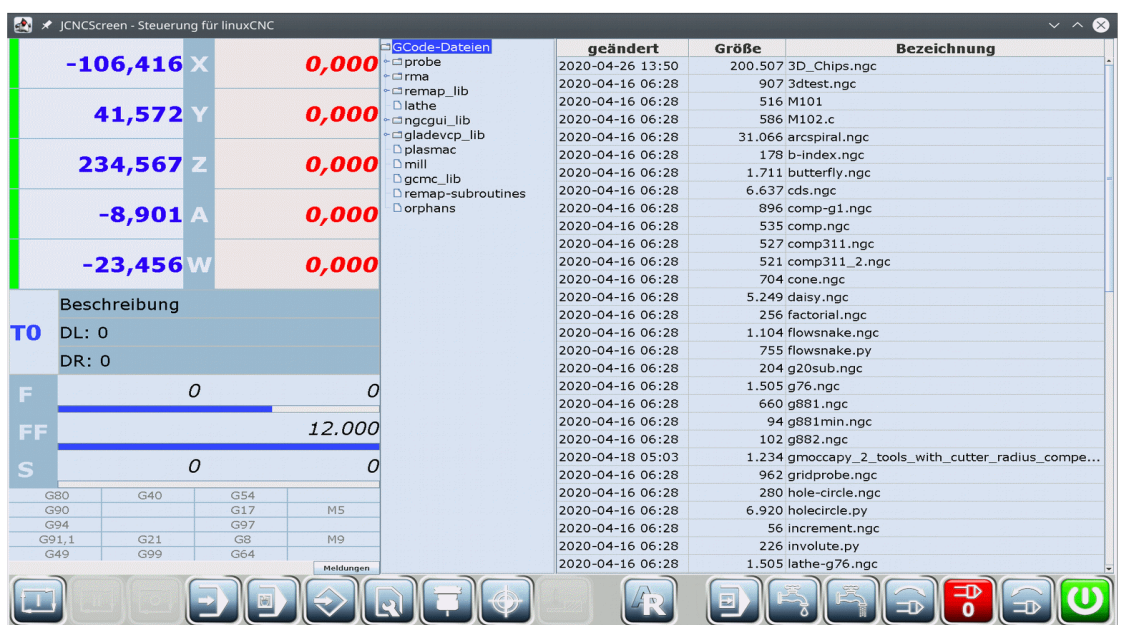 JCNCScreen - Steuerung für linuxCNC
-106,416 X 0,000
41,572 Y 0,000
234,567 Z 0,000
-8,901 A 0,000
-23,456 W 0,000
T0
Beschreibung
DL: 0
DR: 0
F 0 0
FF 12.000
S 0 0
G80 G40 G54
G90 G17 M5
G94 G97
G91,1 G21 G8 M9
G49 G99 G64
Meldungen
GCode-Dateien
probe
rma
remap_lib
lathe
ngcgui_lib
gladevcp_lib
plasmac
mill
gcmc_lib
remap-subroutines
orphans
geändert Größe Bezeichnung
2020-04-26 13:50 200.507 3D_Chips.ngc
2020-04-16 06:28 907 3dtest.ngc
2020-04-16 06:28 516 M101
2020-04-16 06:28 586 M102.c
2020-04-16 06:28 31.066 arcspiral.ngc
2020-04-16 06:28 178 b-index.ngc
2020-04-16 06:28 1.711 butterfly.ngc
2020-04-16 06:28 6.637 cds.ngc
2020-04-16 06:28 896 comp-g1.ngc
2020-04-16 06:28 535 comp.ngc
2020-04-16 06:28 527 comp311.ngc
2020-04-16 06:28 521 comp311_2.ngc
2020-04-16 06:28 704 cone.ngc
2020-04-16 06:28 5.249 daisy.ngc
2020-04-16 06:28 256 factorial.ngc
2020-04-16 06:28 1.104 flowsnake.ngc
2020-04-16 06:28 755 flowsnake.py
2020-04-16 06:28 204 g20sub.ngc
2020-04-16 06:28 1.505 g76.ngc
2020-04-16 06:28 660 g881.ngc
2020-04-16 06:28 94 g881min.ngc
2020-04-16 06:28 102 g882.ngc
2020-04-18 05:03 1.234 gmoccapy_2_tools_with_cutter_radius_compe...
2020-04-16 06:28 962 gridprobe.ngc
2020-04-16 06:28 280 hole-circle.ngc
2020-04-16 06:28 6.920 holecircle.py
2020-04-16 06:28 56 increment.ngc
2020-04-16 06:28 226 involute.py
2020-04-16 06:28 1.505 lathe-g76.ngc
AR
0